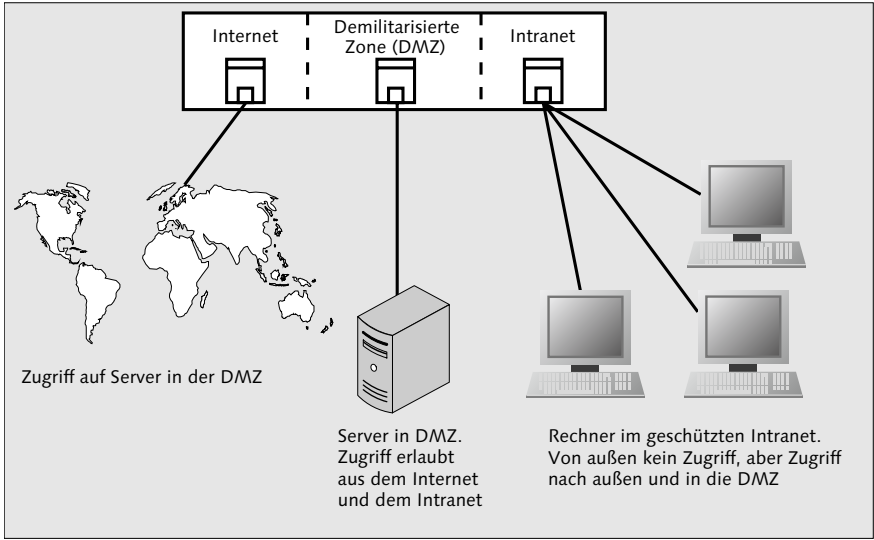 Internet
Demilitarisierte
Zone (DMZ)
Intranet
Zugriff auf Server in der DMZ
Server in DMZ.
Zugriff erlaubt
aus dem Internet
und dem Intranet
Rechner im geschützten Intranet.
Von außen kein Zugriff, aber Zugriff
nach außen und in die DMZ